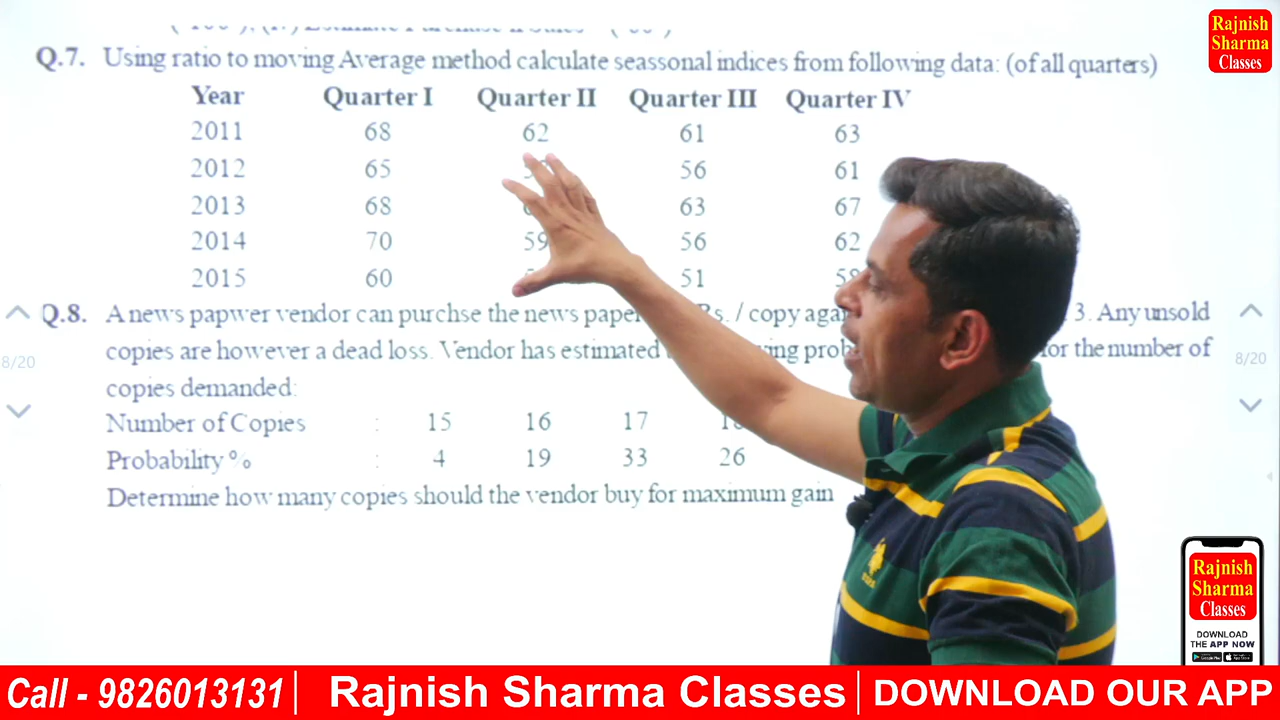 Rajnish
Sharma
Classes
Q.7. Using ratio to moving Average method calculate seassonal indices from following data: (of all quarters)
Year Quarter I Quarter II Quarter III Quarter IV
2011 68 62 61 63
2012 65 56 61
2013 68 63 67
2014 70 59 56 62
2015 60 51
Q.8. A news papwer vendor can purchse the news paper Rs. / copy 3. Any unsold
copies are however a dead loss. Vendor has estimated for the number of
8/20 8/20
copies demanded:
Number of Copies : 15 16 17
Probability % : 4 19 33 26
Determine how many copies should the vendor buy for maximum gain
Rajnish
Sharma
Classes
DOWNLOAD
THE APP NOW
Call - 9826013131 | Rajnish Sharma Classes | DOWNLOAD OUR APP